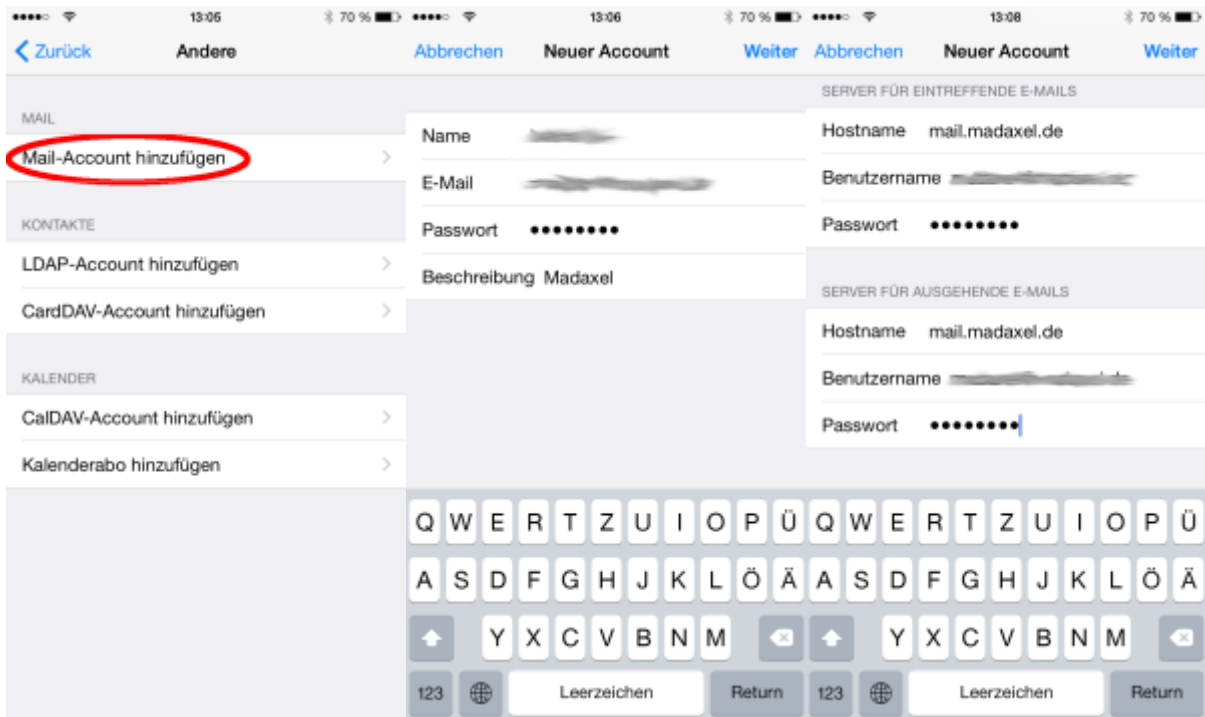 13:05
70 %
Zurück
Andere
MAIL
Mail-Account hinzufügen
KONTAKTE
LDAP-Account hinzufügen
CardDAV-Account hinzufügen
KALENDER
CalDAV-Account hinzufügen
Kalenderabo hinzufügen
13:06
70 %
Abbrechen
Neuer Account
Weiter
Name
E-Mail
Passwort
Beschreibung Madaxel
Q W E R T Z U I O P Ü
A S D F G H J K L Ö Ä
Y X C V B N M
123 Leerzeichen Return
13:08
70 %
Abbrechen
Neuer Account
Weiter
SERVER FÜR EINTREFFENDE E-MAILS
Hostname mail.madaxel.de
Benutzername
Passwort
SERVER FÜR AUSGEHENDE E-MAILS
Hostname mail.madaxel.de
Benutzername
Passwort
Q W E R T Z U I O P Ü
A S D F G H J K L Ö Ä
Y X C V B N M
123 Leerzeichen Return